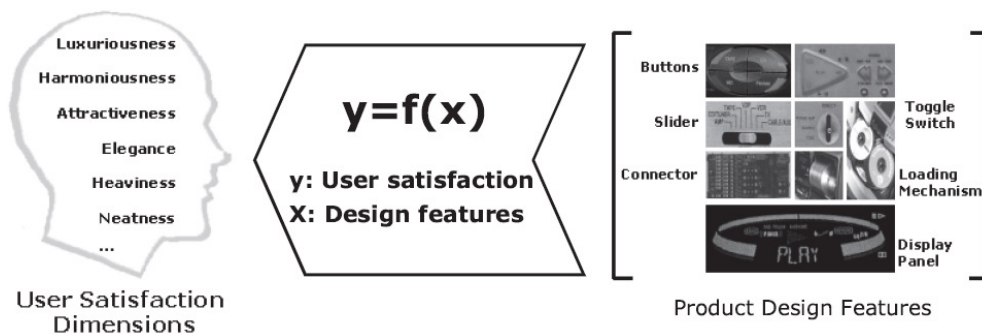 Luxuriousness
Harmoniousness
Attractiveness
Elegance
Heaviness
Neatness
...
User Satisfaction
Dimensions
y=f(x)
y: User satisfaction
X: Design features
Buttons
Slider
Connector
Toggle
Switch
Loading
Mechanism
Display
Panel
PLAY
Product Design Features